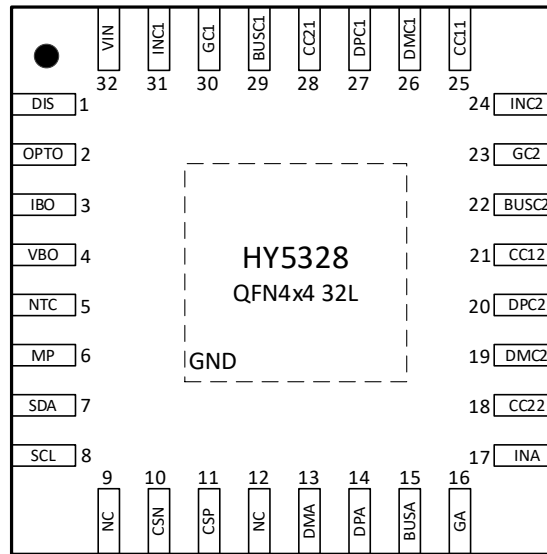 VIN INC1 GC1 BUSC1 CC21 DPC1 DMC1 CC11
32 31 30 29 28 27 26 25
DIS 1
24 INC2
OPTO 2
23 GC2
IBO 3
22 BUSC2
VBO 4
21 CC12
NTC 5
20 DPC2
MP 6
19 DMC2
SDA 7
18 CC22
SCL 8
17 INA
HY5328
QFN4x4 32L
GND
9 10 11 12 13 14 15 16
NC CSN CSP NC DMA DPA BUSA GA